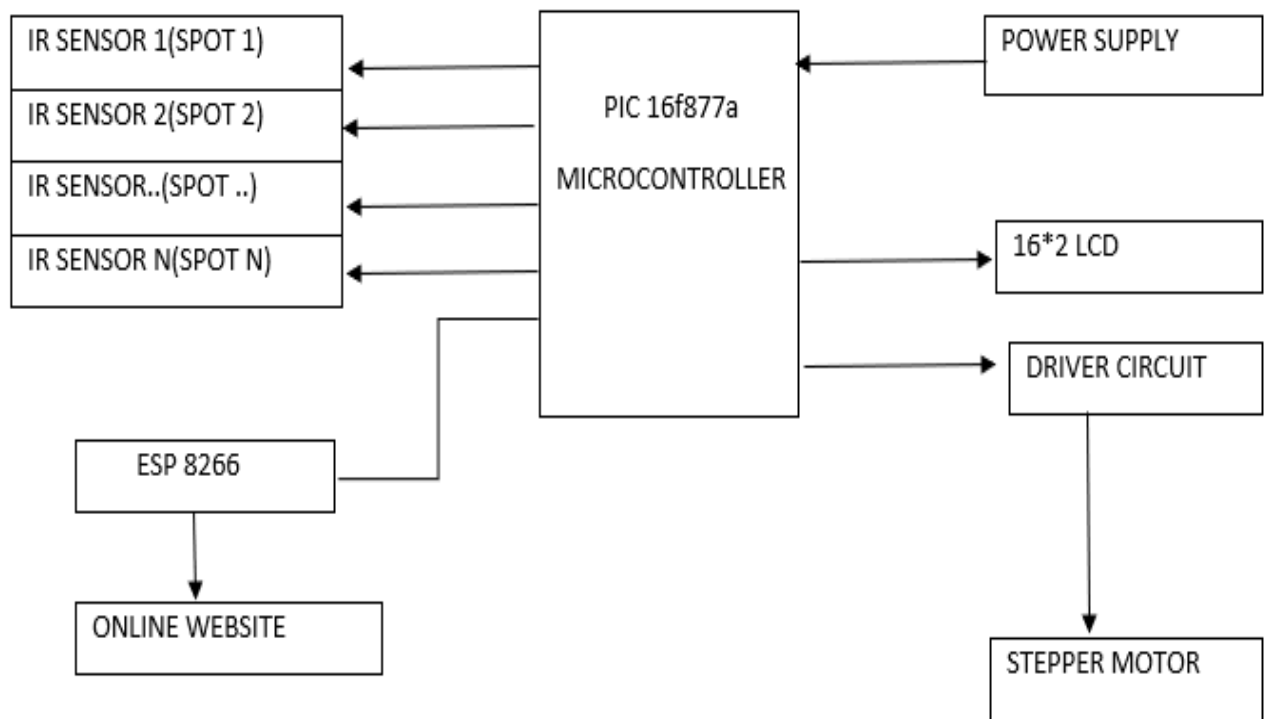 IR SENSOR 1(SPOT 1)
IR SENSOR 2(SPOT 2)
IR SENSOR..(SPOT ..)
IR SENSOR N(SPOT N)
PIC 16f877a
MICROCONTROLLER
POWER SUPPLY
16*2 LCD
DRIVER CIRCUIT
ESP 8266
ONLINE WEBSITE
STEPPER MOTOR